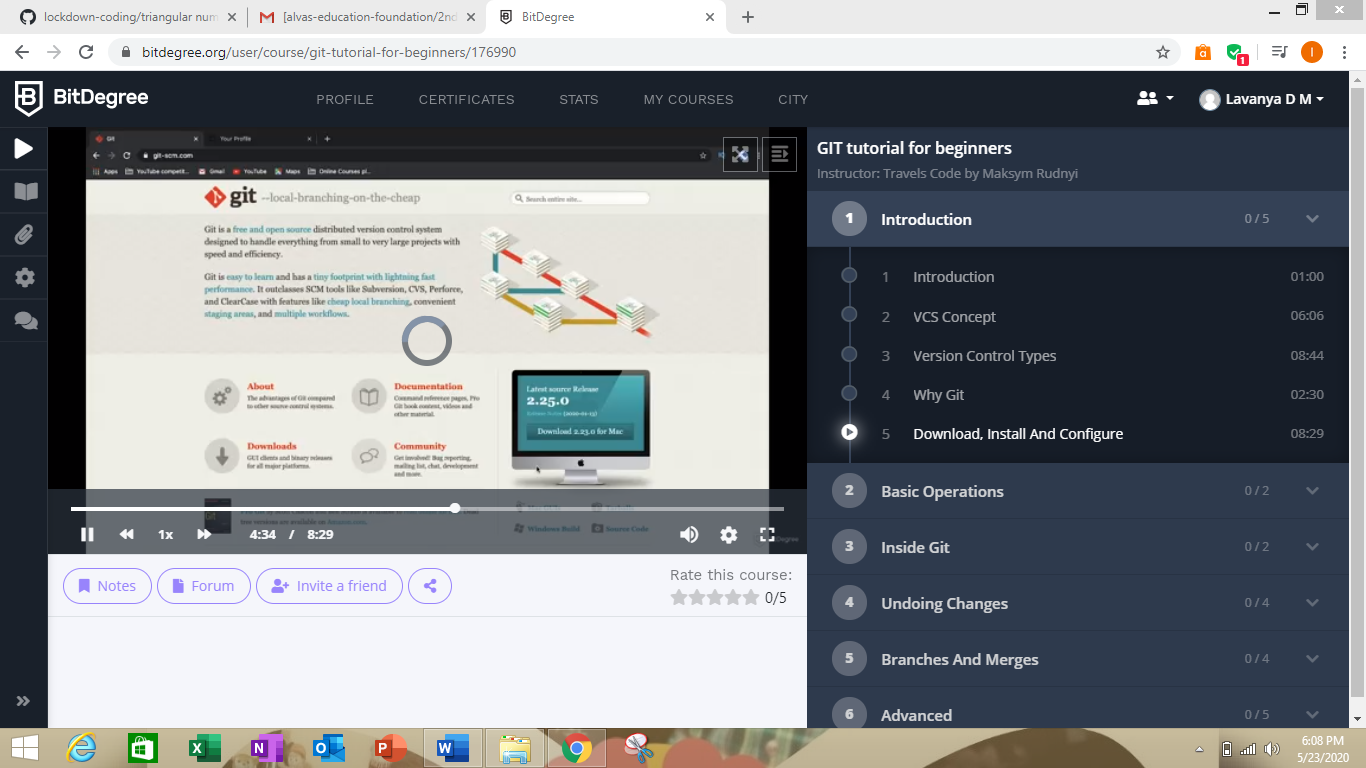 lockdown-coding/triangular num
[alvas-education-foundation/2nd
BitDegree
bitdegree.org/user/course/git-tutorial-for-beginners/176990
1
I
B BitDegree
PROFILE
CERTIFICATES
STATS
MY COURSES
CITY
Lavanya D M
Git
Your Profile
git-scm.com
Apps
YouTube competit...
Gmail
YouTube
Maps
Online Courses pl...
git --local-branching-on-the-cheap
Search entire site...
Git is a free and open source distributed version control system
designed to handle everything from small to very large projects with
speed and efficiency.
Git is easy to learn and has a tiny footprint with lightning fast
performance. It outclasses SCM tools like Subversion, CVS, Perforce,
and ClearCase with features like cheap local branching, convenient
staging areas, and multiple workflows.
About
The advantages of Git compared
to other source control systems.
Documentation
Command reference pages, Pro
Git book content, videos and
other material.
Downloads
GUI clients and binary releases
for all major platforms.
Community
Get involved! Bug reporting,
mailing list, chat, development
and more.
Latest source Release
2.25.0
Release Notes (2020-01-13)
Download 2.23.0 for Mac
Windows Build
Source Code
1x
4:34 / 8:29
Notes
Forum
Invite a friend
Rate this course:
0/5
GIT tutorial for beginners
Instructor: Travels Code by Maksym Rudnyi
1 Introduction 0 / 5
1 Introduction 01:00
2 VCS Concept 06:06
3 Version Control Types 08:44
4 Why Git 02:30
5 Download, Install And Configure 08:29
2 Basic Operations 0 / 2
3 Inside Git 0 / 2
4 Undoing Changes 0 / 4
5 Branches And Merges 0 / 4
6 Advanced 0 / 5
6:08 PM
5/23/2020